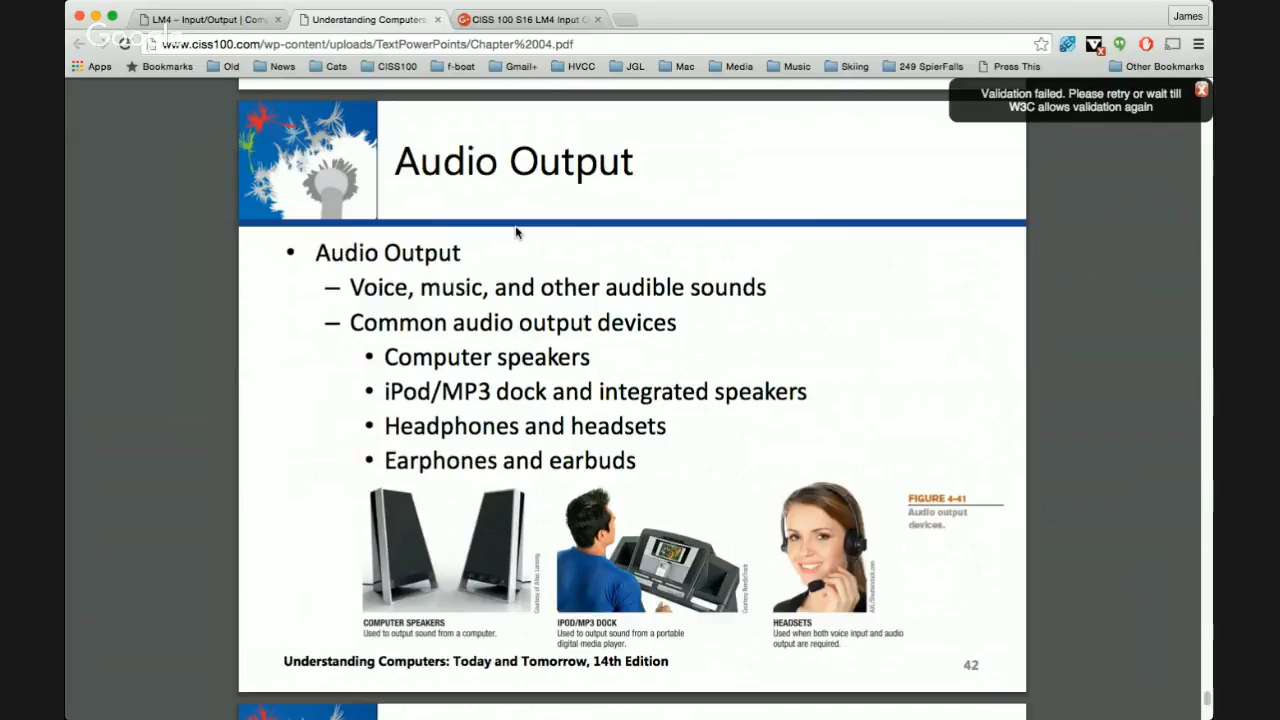 LM4 – Input/Output | Com
Understanding Computers:
CISS 100 S16 LM4 Input O
James
Google
www.ciss100.com/wp-content/uploads/TextPowerPoints/Chapter%2004.pdf
Apps
Bookmarks
Old
News
Cats
CISS100
f-boat
Gmail+
HVCC
JGL
Mac
Media
Music
Skiing
249 SpierFalls
Press This
Other Bookmarks
Validation failed. Please retry or wait till
W3C allows validation again
Audio Output
• Audio Output
– Voice, music, and other audible sounds
– Common audio output devices
• Computer speakers
• iPod/MP3 dock and integrated speakers
• Headphones and headsets
• Earphones and earbuds
FIGURE 4-41
Audio output
devices.
Courtesy NordicTrack
COMPUTER SPEAKERS
Used to output sound from a computer.
IPOD/MP3 DOCK
Used to output sound from a portable
digital media player.
HEADSETS
Used when both voice input and audio
output are required.
Understanding Computers: Today and Tomorrow, 14th Edition
42